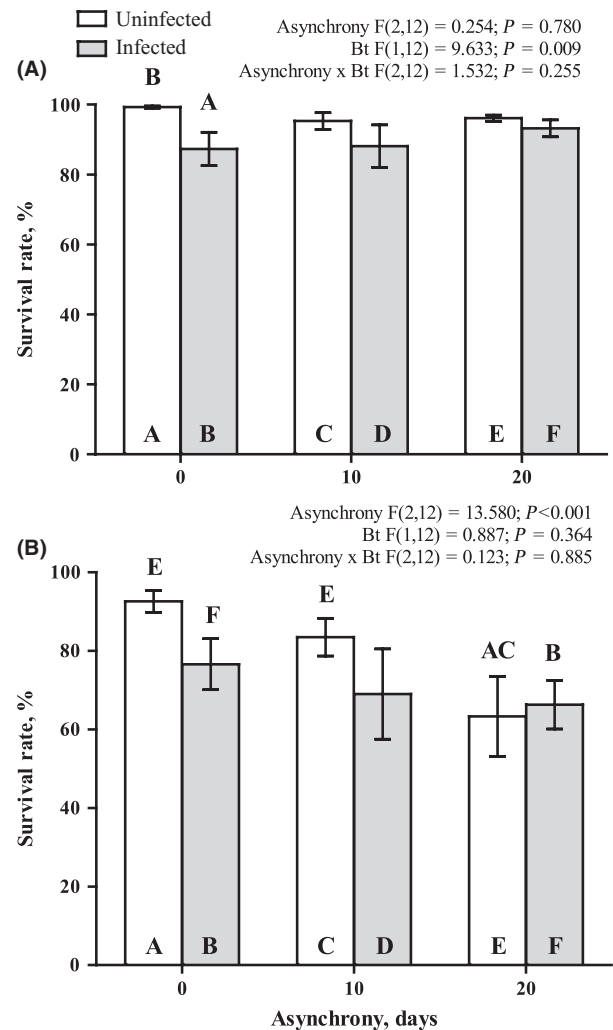 Uninfected
Infected
Asynchrony F(2,12) = 0.254; P = 0.780
Bt F(1,12) = 9.633; P = 0.009
Asynchrony x Bt F(2,12) = 1.532; P = 0.255
(A)
B
A
100
80
60
40
20
0
Survival rate, %
A B C D E F
0 10 20
Asynchrony F(2,12) = 13.580; P<0.001
Bt F(1,12) = 0.887; P = 0.364
Asynchrony x Bt F(2,12) = 0.123; P = 0.885
(B)
E
F
E
AC
B
100
80
60
40
20
0
Survival rate, %
A B C D E F
0 10 20
Asynchrony, days